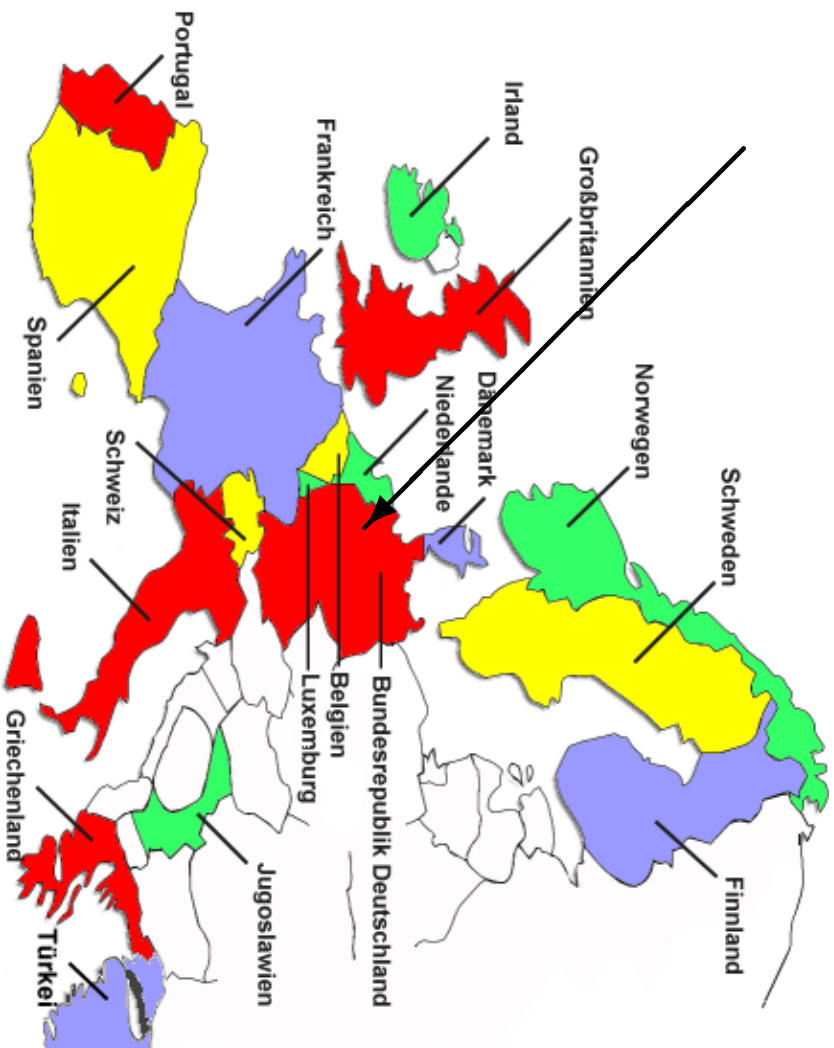 Norwegen
Schweden
Finnland
Irland
Großbritannien
Dänemark
Niederlande
Bundesrepublik Deutschland
Belgien
Luxemburg
Frankreich
Jugoslawien
Portugal
Schweiz
Italien
Spanien
Griechenland
Türkei